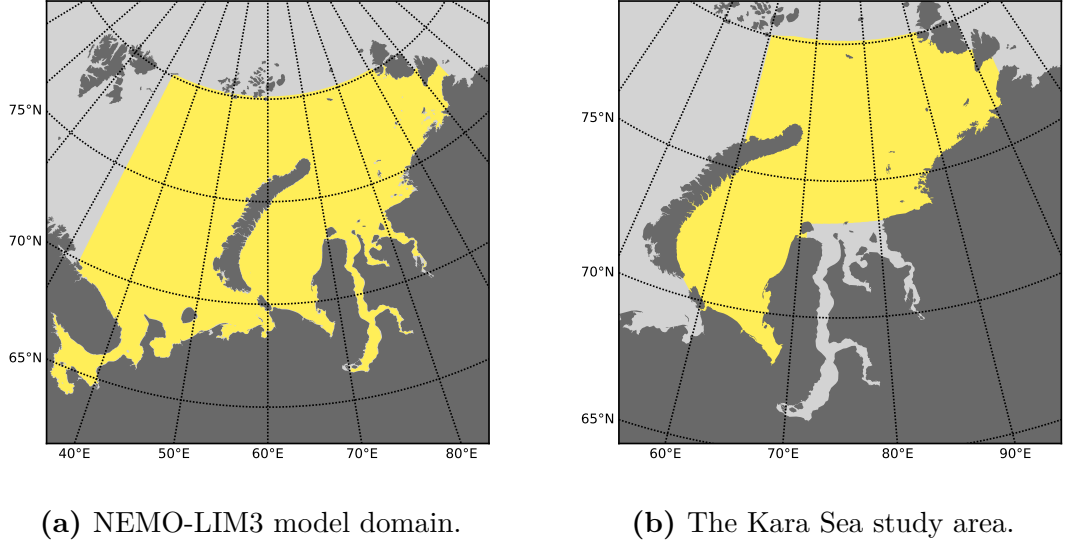 75°N
70°N
65°N
40°E 50°E 60°E 70°E 80°E
(a) NEMO-LIM3 model domain.
75°N
70°N
65°N
60°E 70°E 80°E 90°E
(b) The Kara Sea study area.